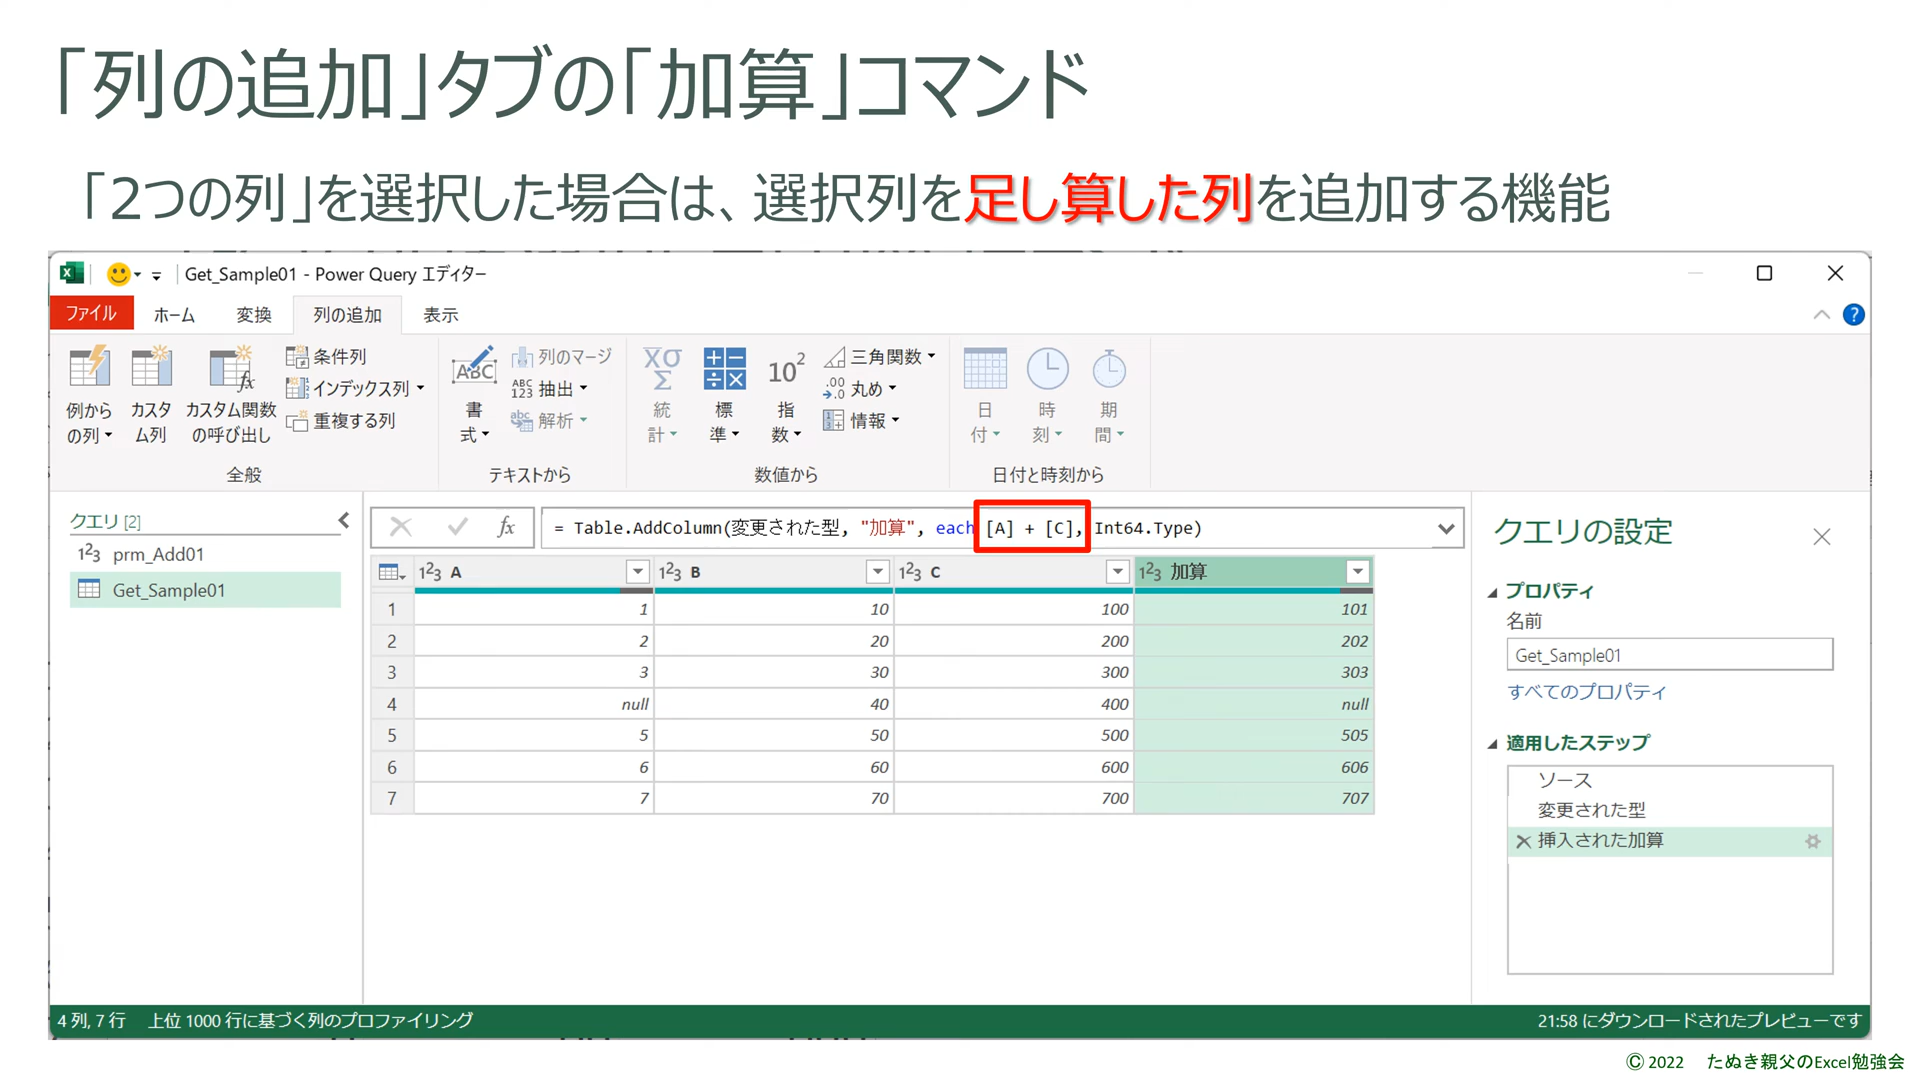 「列の追加」タブの「加算」コマンド
「2つの列」を選択した場合は、選択列を足し算した列を追加する機能
Get_Sample01 - Power Query エディター
ファイル ホーム 変換 列の追加 表示
例から
の列
カスタ
ム列
カスタム関数
の呼び出し
条件列
インデックス列
重複する列
全般
書
式
列のマージ
抽出
解析
テキストから
統
計
標
準
10²
指
数
三角関数
丸め
情報
数値から
日
付
時
刻
期
間
日付と時刻から
クエリ [2]
prm_Add01
Get_Sample01
fx = Table.AddColumn(変更された型, "加算", each [A] + [C], Int64.Type)
1²3 A 1²3 B 1²3 C 1²3 加算
1 1 10 100 101
2 2 20 200 202
3 3 30 300 303
4 null 40 400 null
5 5 50 500 505
6 6 60 600 606
7 7 70 700 707
クエリの設定
プロパティ
名前
Get_Sample01
すべてのプロパティ
適用したステップ
ソース
変更された型
挿入された加算
4 列, 7 行 上位 1000 行に基づく列のプロファイリング
21:58 にダウンロードされたプレビューです
© 2022 たぬき親父のExcel勉強会